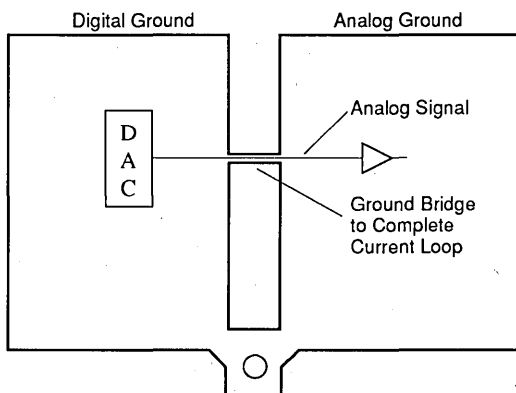 Digital Ground
Analog Ground
Analog Signal
D
A
C
Ground Bridge
to Complete
Current Loop